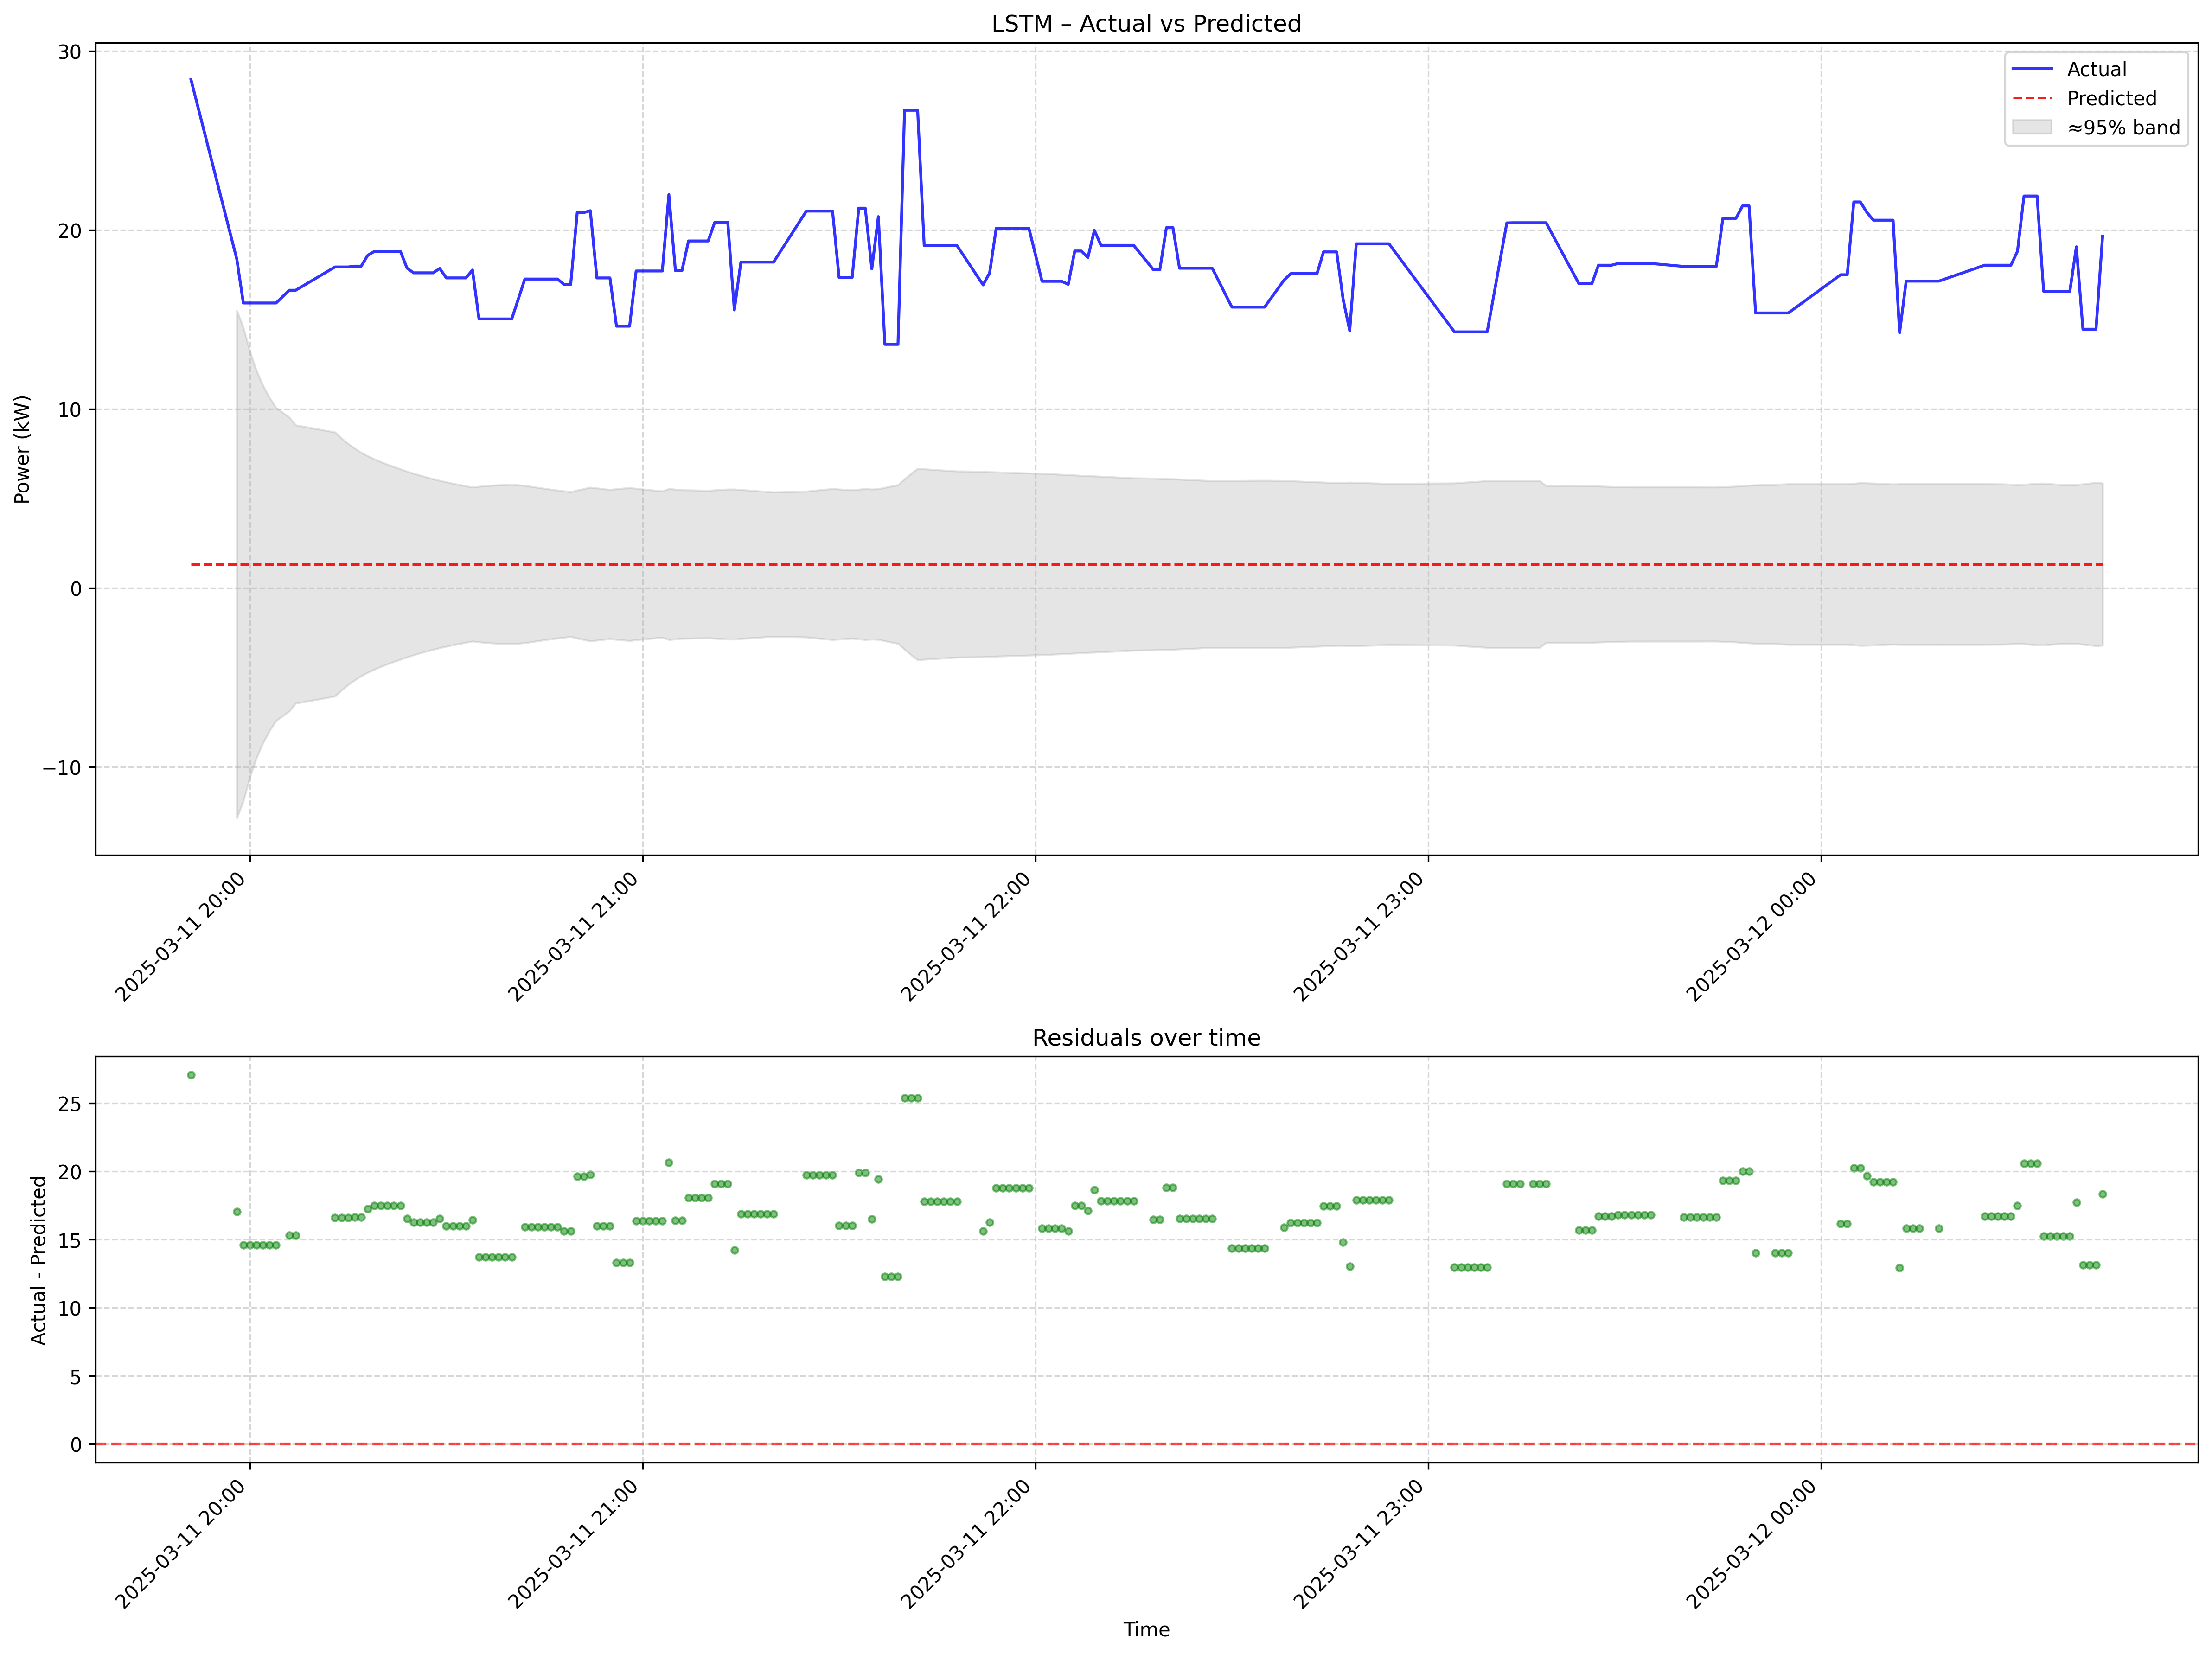 LSTM – Actual vs Predicted
30
20
10
0
−10
Power (kW)
Actual
Predicted
≈95% band
2025-03-11 20:00
2025-03-11 21:00
2025-03-11 22:00
2025-03-11 23:00
2025-03-12 00:00
Residuals over time
25
20
15
10
5
0
Actual - Predicted
2025-03-11 20:00
2025-03-11 21:00
2025-03-11 22:00
2025-03-11 23:00
2025-03-12 00:00
Time